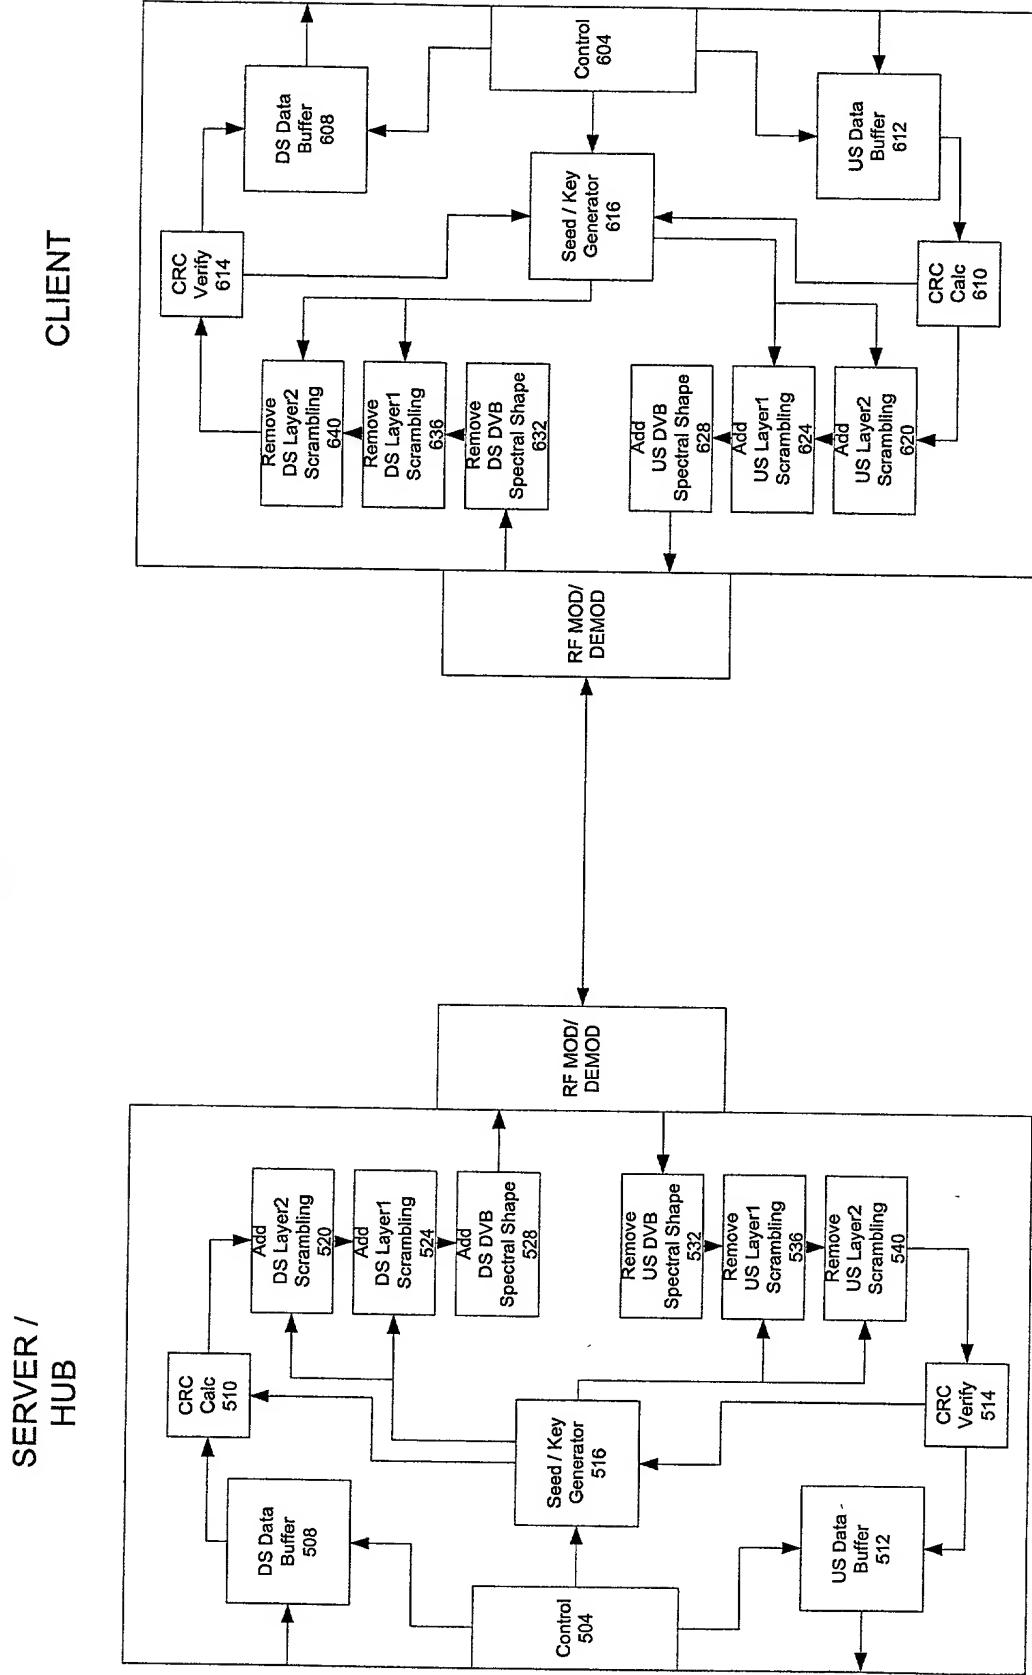 SERVER /
HUB
DS Data
Buffer
508
CRC
Calc
510
Add
DS Layer2
Scrambling
520
Add
DS Layer1
Scrambling
524
Add
DS DVB
Spectral Shape
528
Control
504
Seed / Key
Generator
516
Remove
US DVB
Spectral Shape
532
Remove
US Layer1
Scrambling
536
Remove
US Layer2
Scrambling
540
US Data
Buffer
512
CRC
Verify
514
RF MOD/
DEMOD
CLIENT
RF MOD/
DEMOD
CRC
Verify
614
DS Data
Buffer
608
Remove
DS Layer2
Scrambling
640
Remove
DS Layer1
Scrambling
636
Remove
DS DVB
Spectral Shape
632
Seed / Key
Generator
616
Control
604
Add
US DVB
Spectral Shape
628
Add
US Layer1
Scrambling
624
Add
US Layer2
Scrambling
620
CRC
Calc
610
US Data
Buffer
612